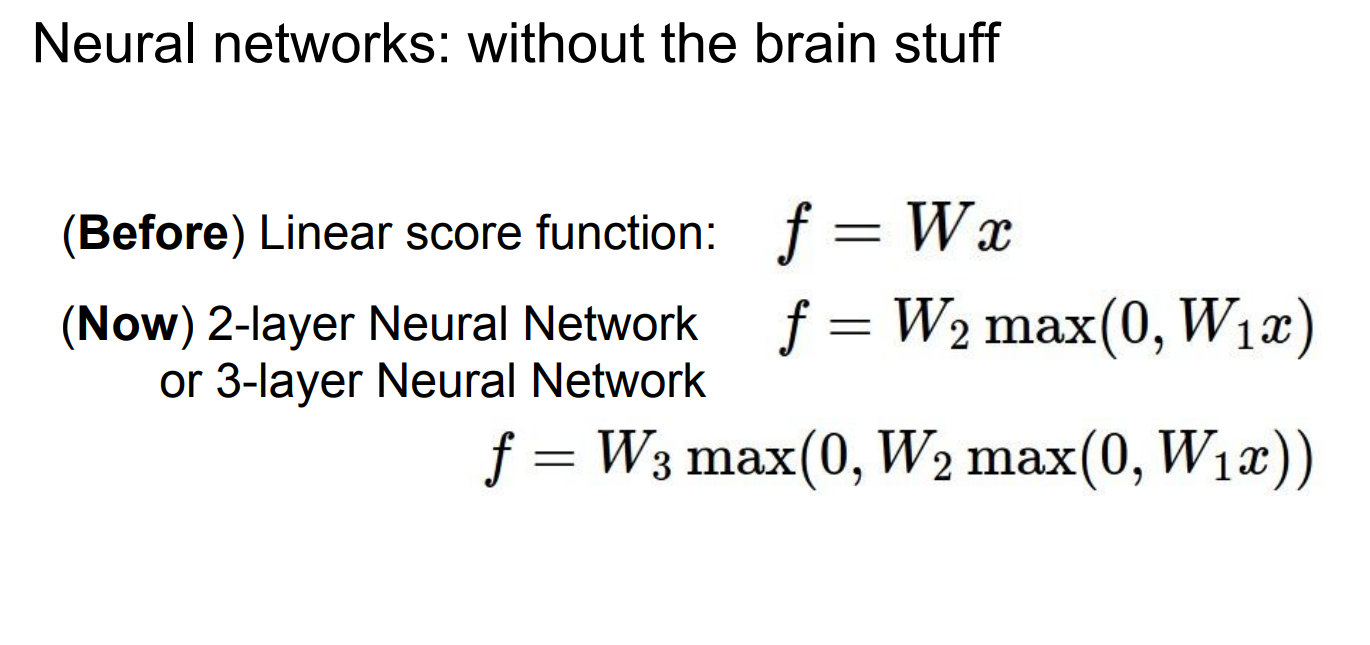 Neural networks: without the brain stuff
(Before) Linear score function: f = Wx
(Now) 2-layer Neural Network f = W₂ max(0, W₁x)
or 3-layer Neural Network
f = W₃ max(0, W₂ max(0, W₁x))